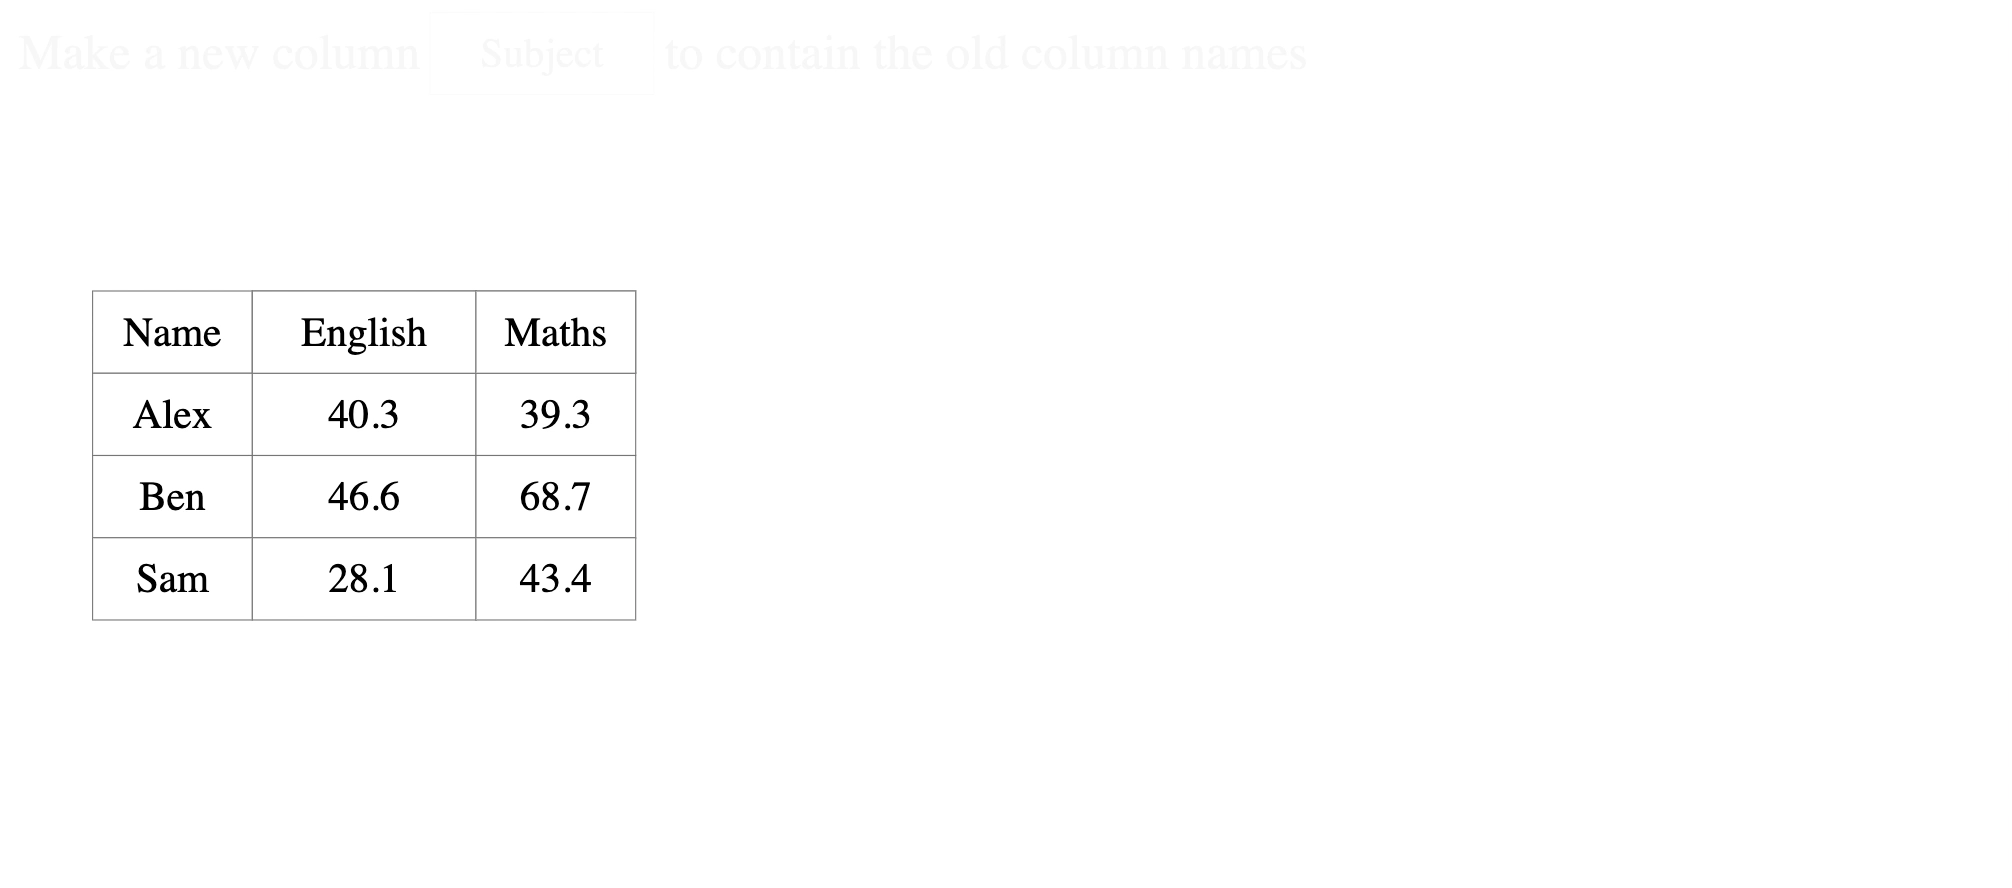 Make a new column Subject to contain the old column names
Name English Maths
Alex 40.3 39.3
Ben 46.6 68.7
Sam 28.1 43.4